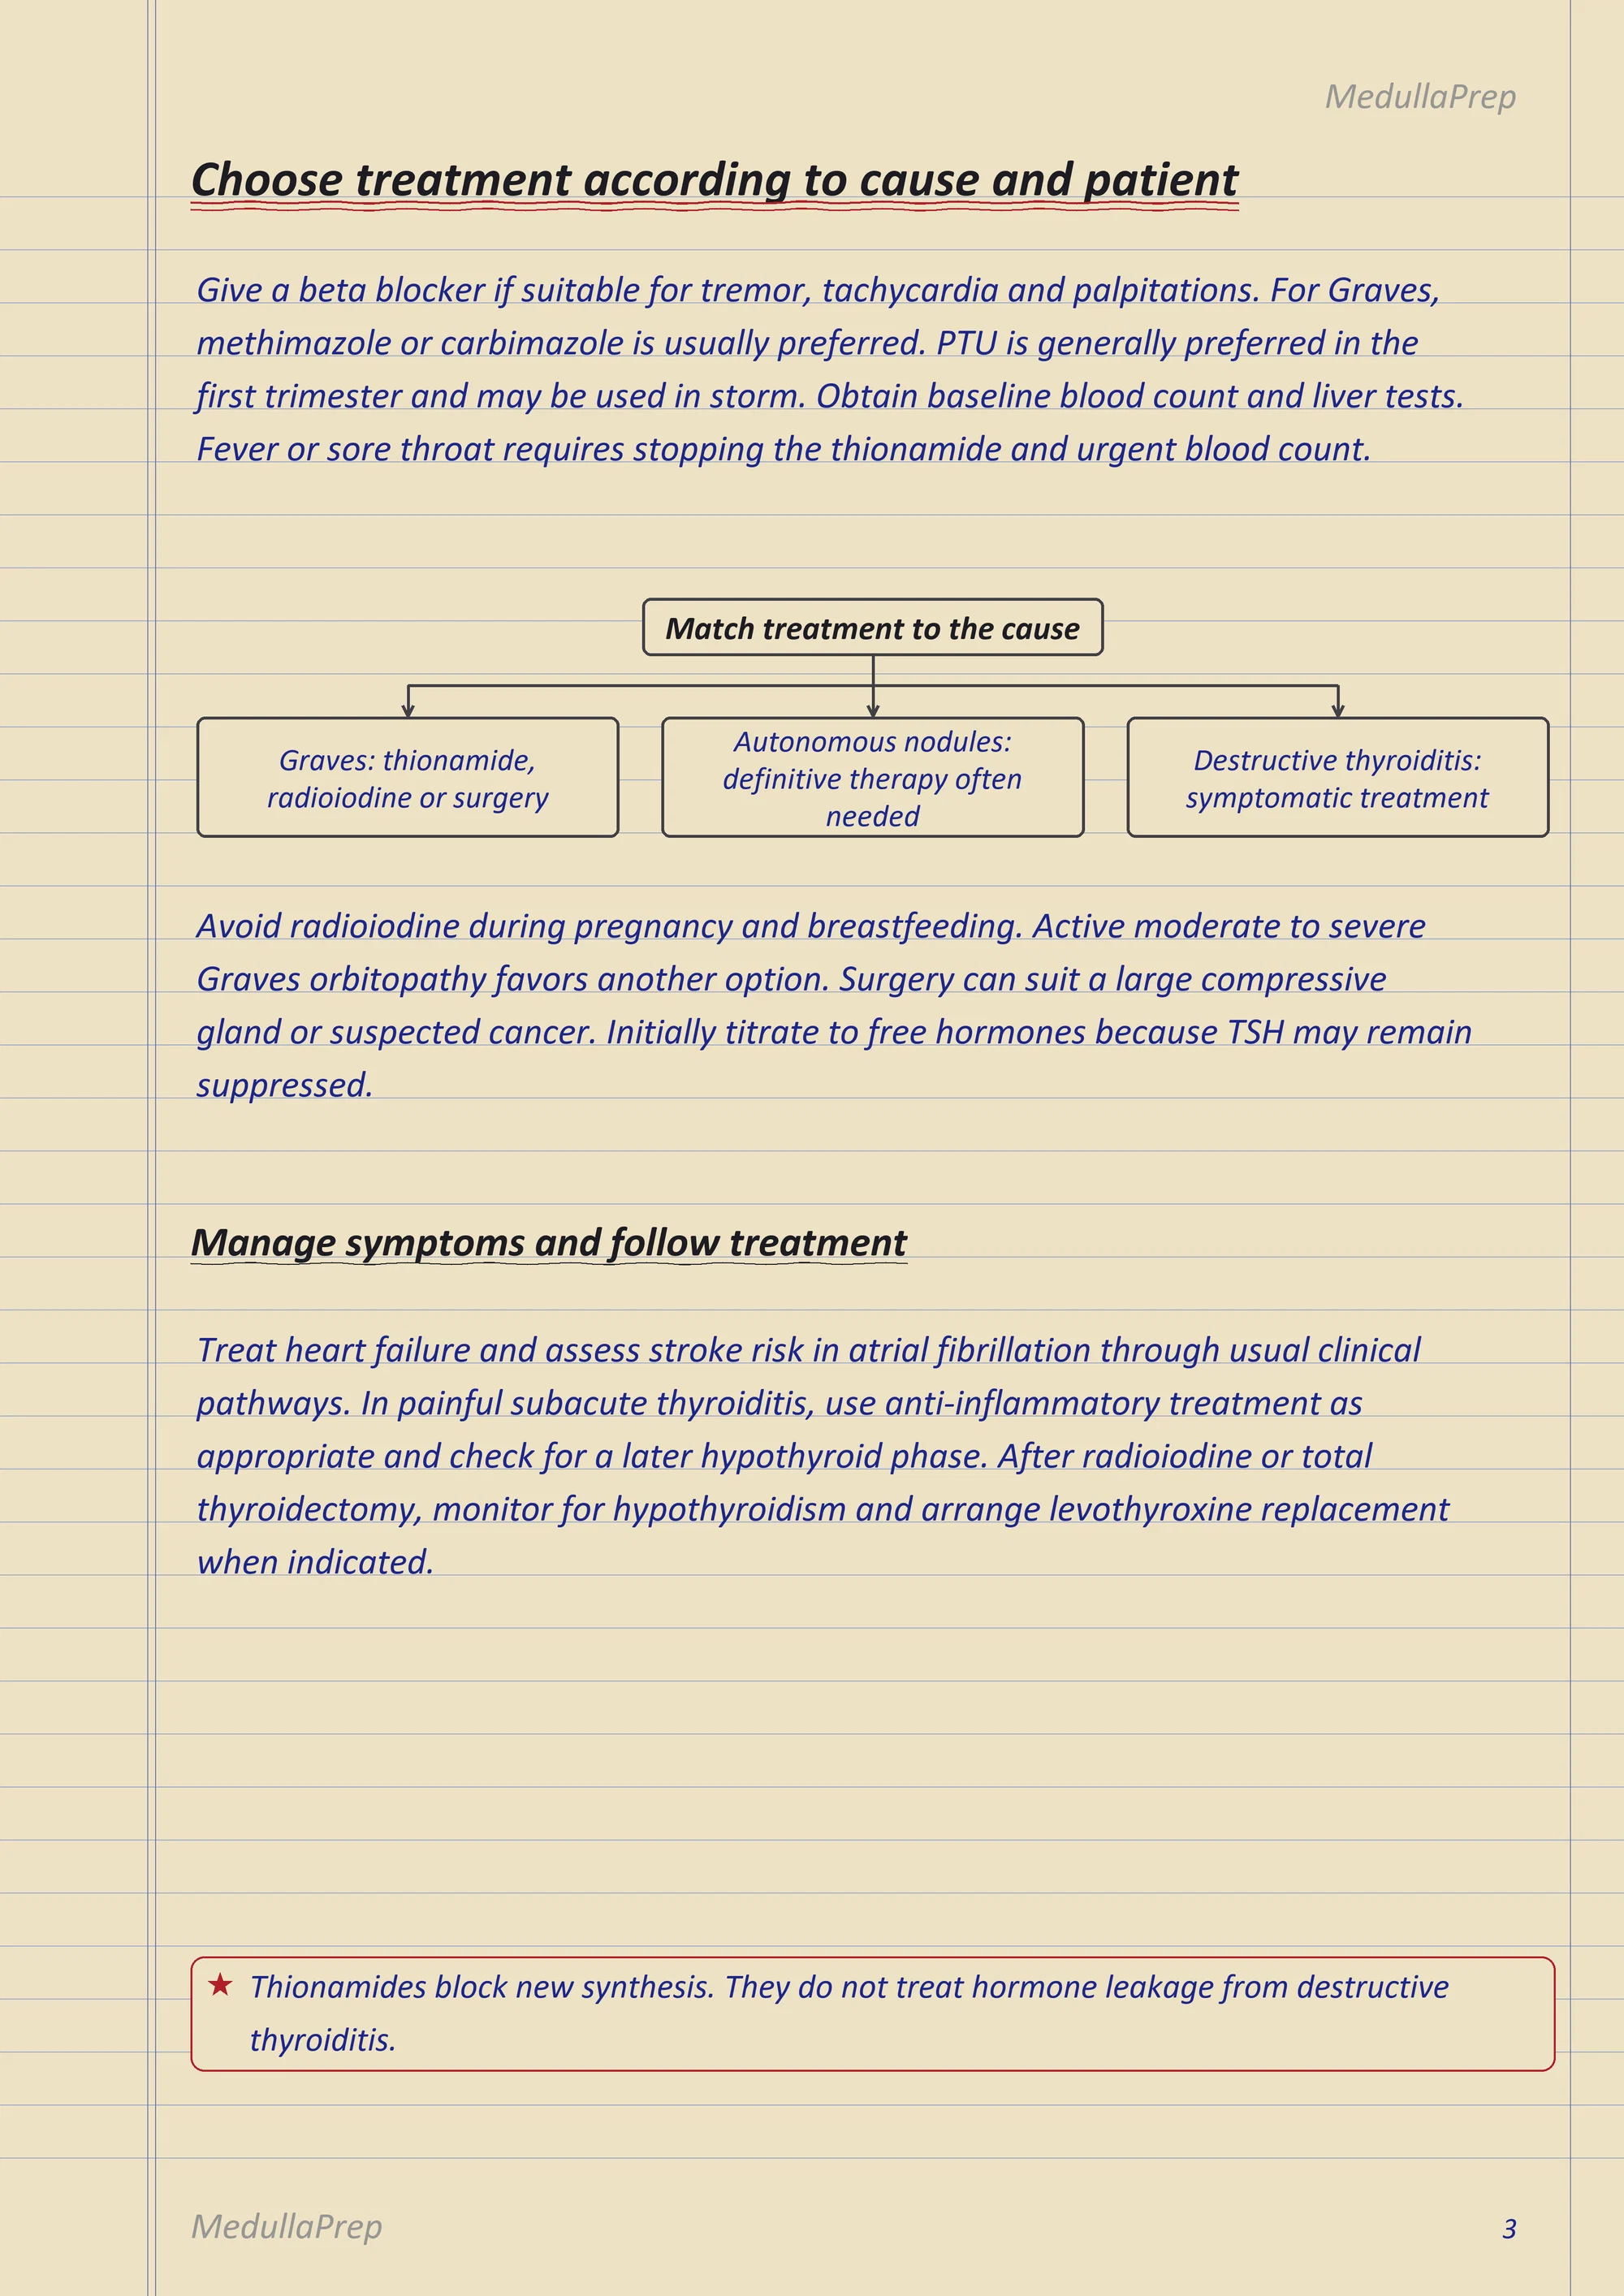 MedullaPrep
Choose treatment according to cause and patient
Give a beta blocker if suitable for tremor, tachycardia and palpitations. For Graves,
methimazole or carbimazole is usually preferred. PTU is generally preferred in the
first trimester and may be used in storm. Obtain baseline blood count and liver tests.
Fever or sore throat requires stopping the thionamide and urgent blood count.
Match treatment to the cause
Graves: thionamide,
radioiodine or surgery
Autonomous nodules:
definitive therapy often
needed
Destructive thyroiditis:
symptomatic treatment
Avoid radioiodine during pregnancy and breastfeeding. Active moderate to severe
Graves orbitopathy favors another option. Surgery can suit a large compressive
gland or suspected cancer. Initially titrate to free hormones because TSH may remain
suppressed.
Manage symptoms and follow treatment
Treat heart failure and assess stroke risk in atrial fibrillation through usual clinical
pathways. In painful subacute thyroiditis, use anti-inflammatory treatment as
appropriate and check for a later hypothyroid phase. After radioiodine or total
thyroidectomy, monitor for hypothyroidism and arrange levothyroxine replacement
when indicated.
★ Thionamides block new synthesis. They do not treat hormone leakage from destructive
thyroiditis.
MedullaPrep
3